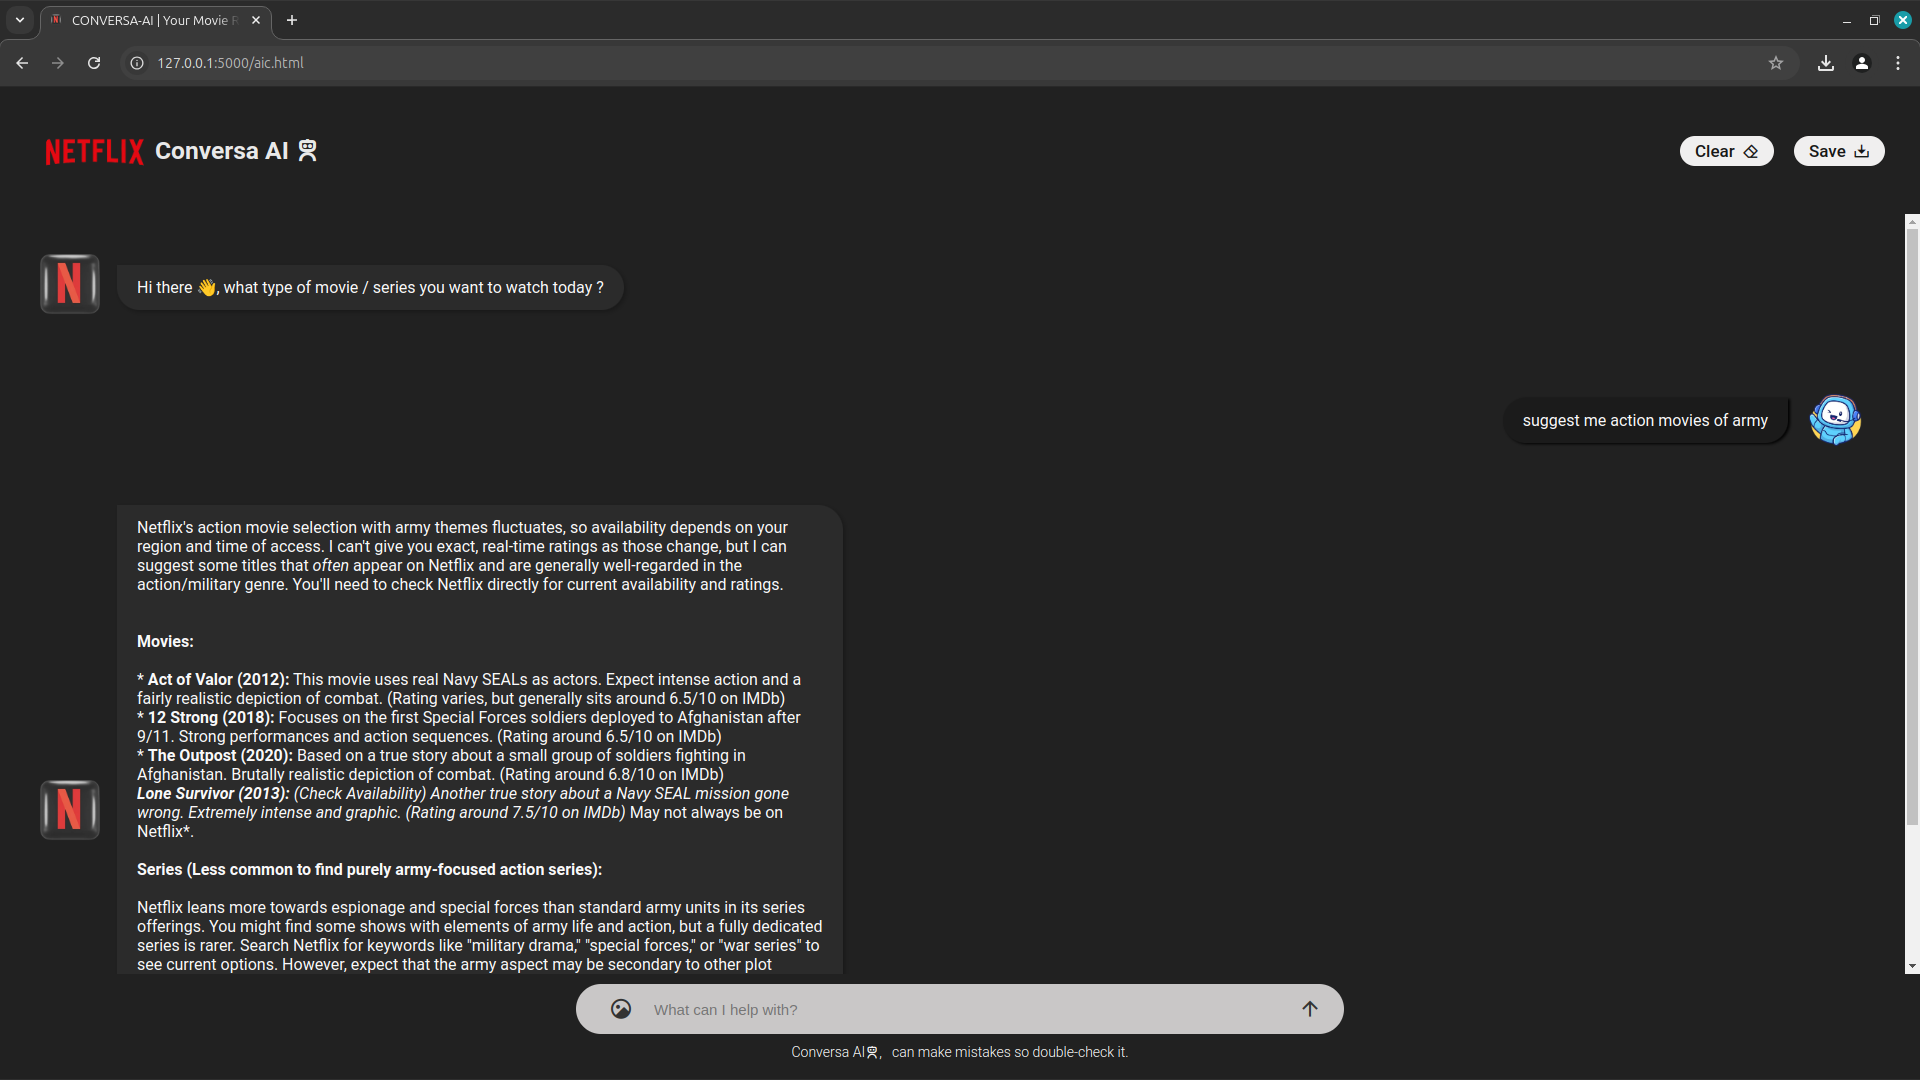 CONVERSA-AI | Your Movie R
127.0.0.1:5000/aic.html
NETFLIX Conversa AI
Clear
Save
N
Hi there 👋, what type of movie / series you want to watch today ?
suggest me action movies of army
Netflix's action movie selection with army themes fluctuates, so availability depends on your
region and time of access. I can't give you exact, real-time ratings as those change, but I can
suggest some titles that often appear on Netflix and are generally well-regarded in the
action/military genre. You'll need to check Netflix directly for current availability and ratings.
Movies:
* Act of Valor (2012): This movie uses real Navy SEALs as actors. Expect intense action and a
fairly realistic depiction of combat. (Rating varies, but generally sits around 6.5/10 on IMDb)
* 12 Strong (2018): Focuses on the first Special Forces soldiers deployed to Afghanistan after
9/11. Strong performances and action sequences. (Rating around 6.5/10 on IMDb)
* The Outpost (2020): Based on a true story about a small group of soldiers fighting in
Afghanistan. Brutally realistic depiction of combat. (Rating around 6.8/10 on IMDb)
Lone Survivor (2013): (Check Availability) Another true story about a Navy SEAL mission gone
wrong. Extremely intense and graphic. (Rating around 7.5/10 on IMDb) May not always be on
Netflix*.
N
Series (Less common to find purely army-focused action series):
Netflix leans more towards espionage and special forces than standard army units in its series
offerings. You might find some shows with elements of army life and action, but a fully dedicated
series is rarer. Search Netflix for keywords like "military drama," "special forces," or "war series" to
see current options. However, expect that the army aspect may be secondary to other plot
What can I help with?
Conversa AI, can make mistakes so double-check it.